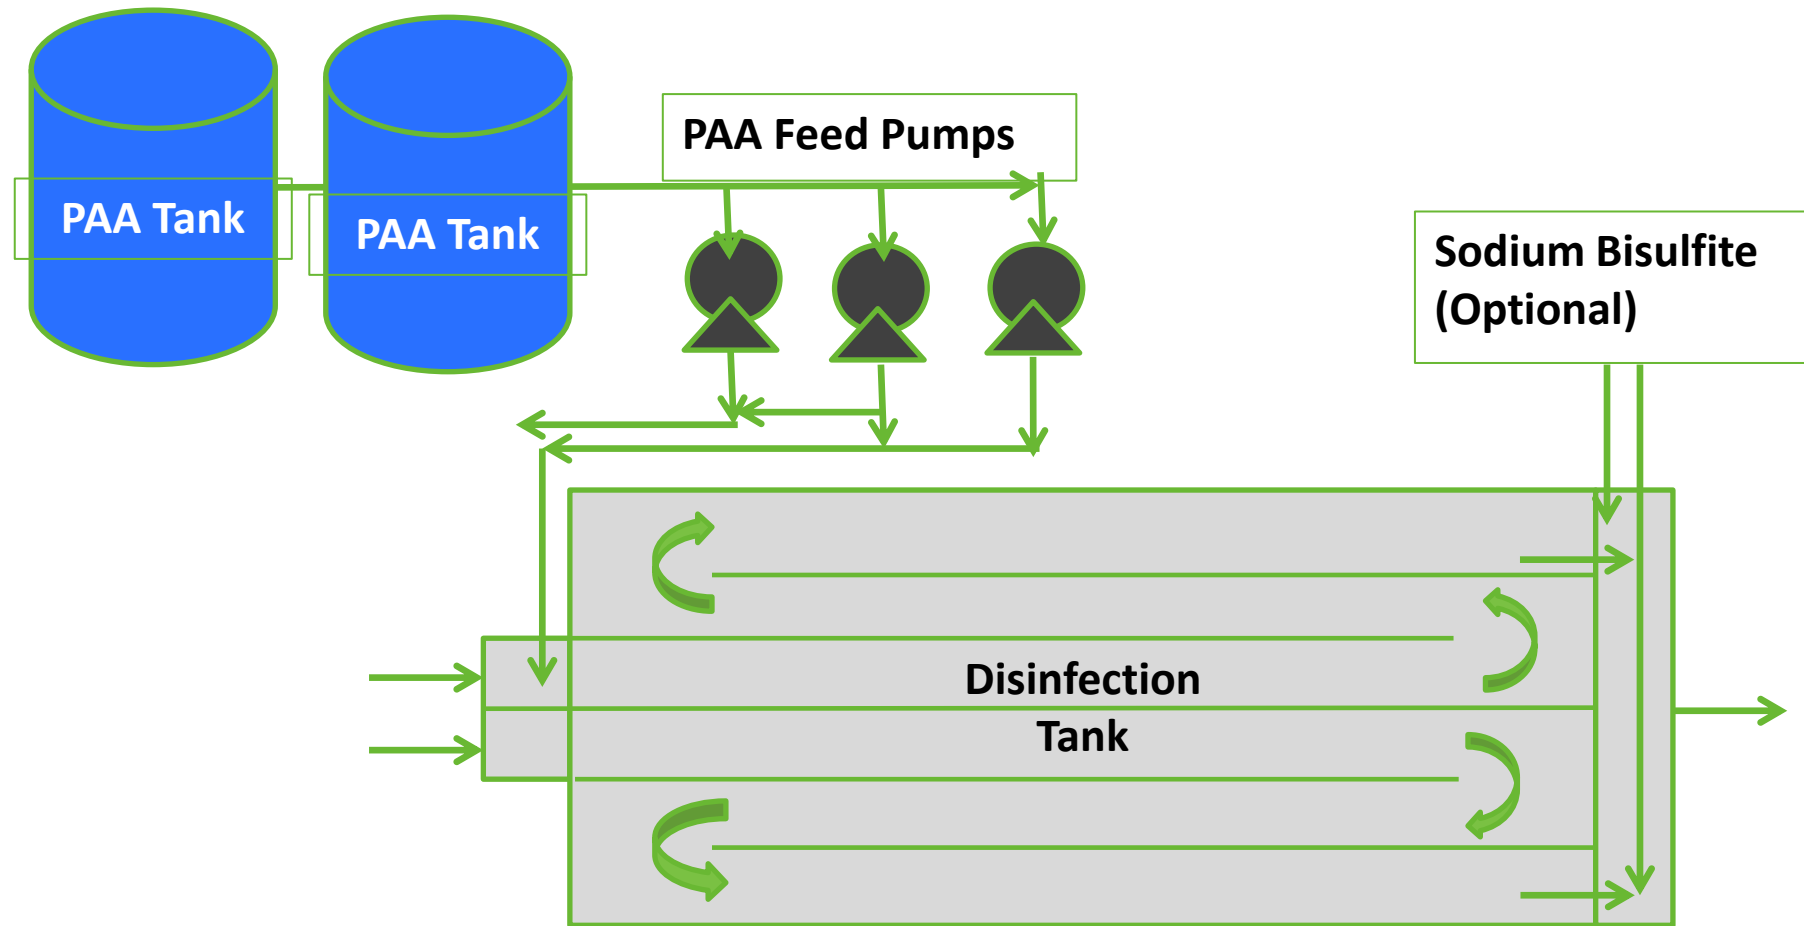 PAA Feed Pumps
PAA Tank
PAA Tank
Sodium Bisulfite
(Optional)
Disinfection
Tank